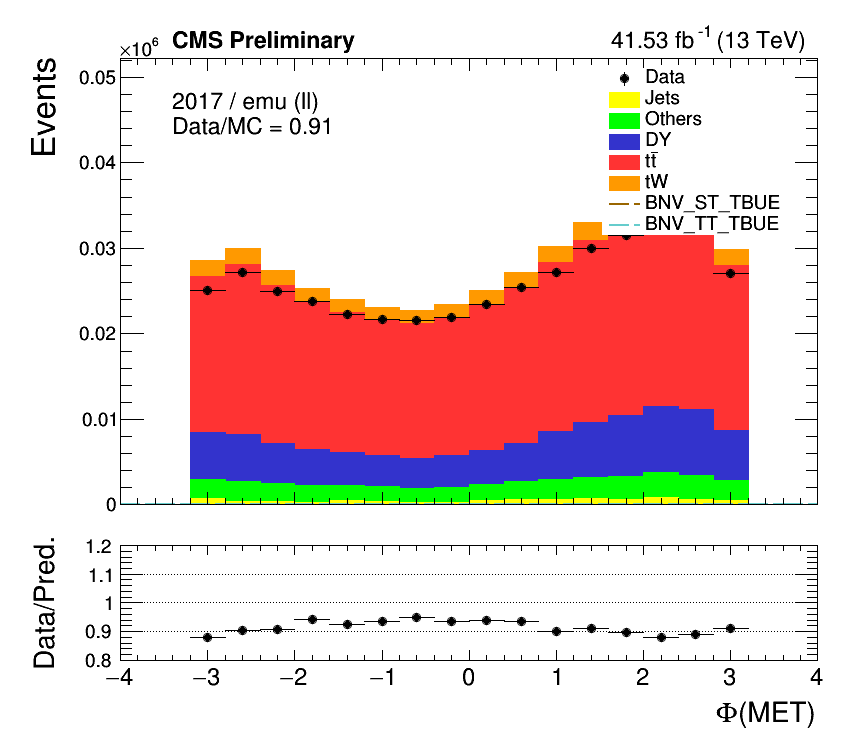 ×10⁶ CMS Preliminary 41.53 fb⁻¹ (13 TeV)
Events
2017 / emu (ll)
Data/MC = 0.91
Data
Jets
Others
DY
tt̄
tW
BNV_ST_TBUE
BNV_TT_TBUE
0.05
0.04
0.03
0.02
0.01
0
Data/Pred.
1.2
1.1
1
0.9
0.8
−4 −3 −2 −1 0 1 2 3 4
Φ(MET)